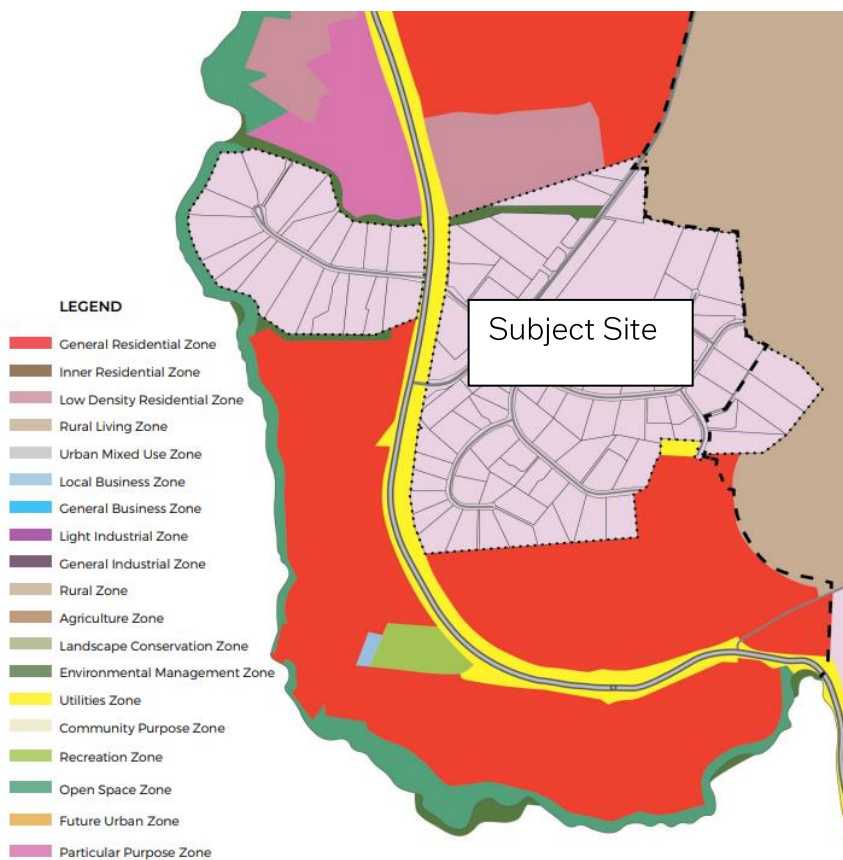 Subject Site
LEGEND
General Residential Zone
Inner Residential Zone
Low Density Residential Zone
Rural Living Zone
Urban Mixed Use Zone
Local Business Zone
General Business Zone
Light Industrial Zone
General Industrial Zone
Rural Zone
Agriculture Zone
Landscape Conservation Zone
Environmental Management Zone
Utilities Zone
Community Purpose Zone
Recreation Zone
Open Space Zone
Future Urban Zone
Particular Purpose Zone